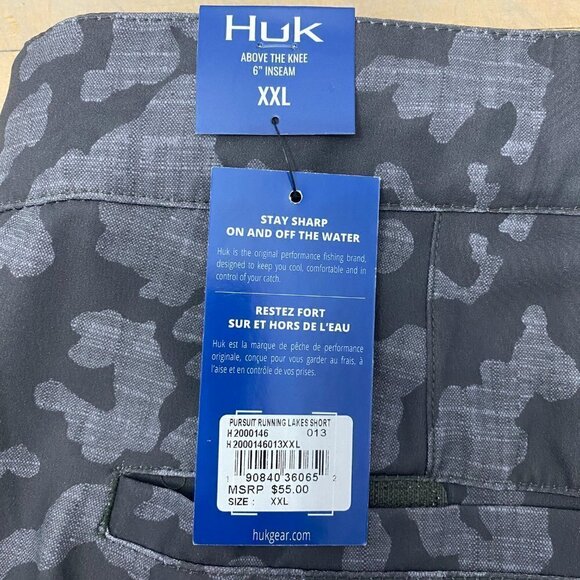 Huk
ABOVE THE KNEE
6" INSEAM
XXL
STAY SHARP
ON AND OFF THE WATER
Huk is the original performance fishing brand,
designed to keep you cool, comfortable and in
control of your catch.
RESTEZ FORT
SUR ET HORS DE L'EAU
Huk est la marque de pêche de performance
originale, conçue pour vous garder au frais, à
l'aise et en contrôle de vos prises.
PURSUIT RUNNING LAKES SHORT
H2000146 013
H2000146013XXL
1 90840 36065 2
MSRP $55.00
SIZE: XXL
hukgear.com